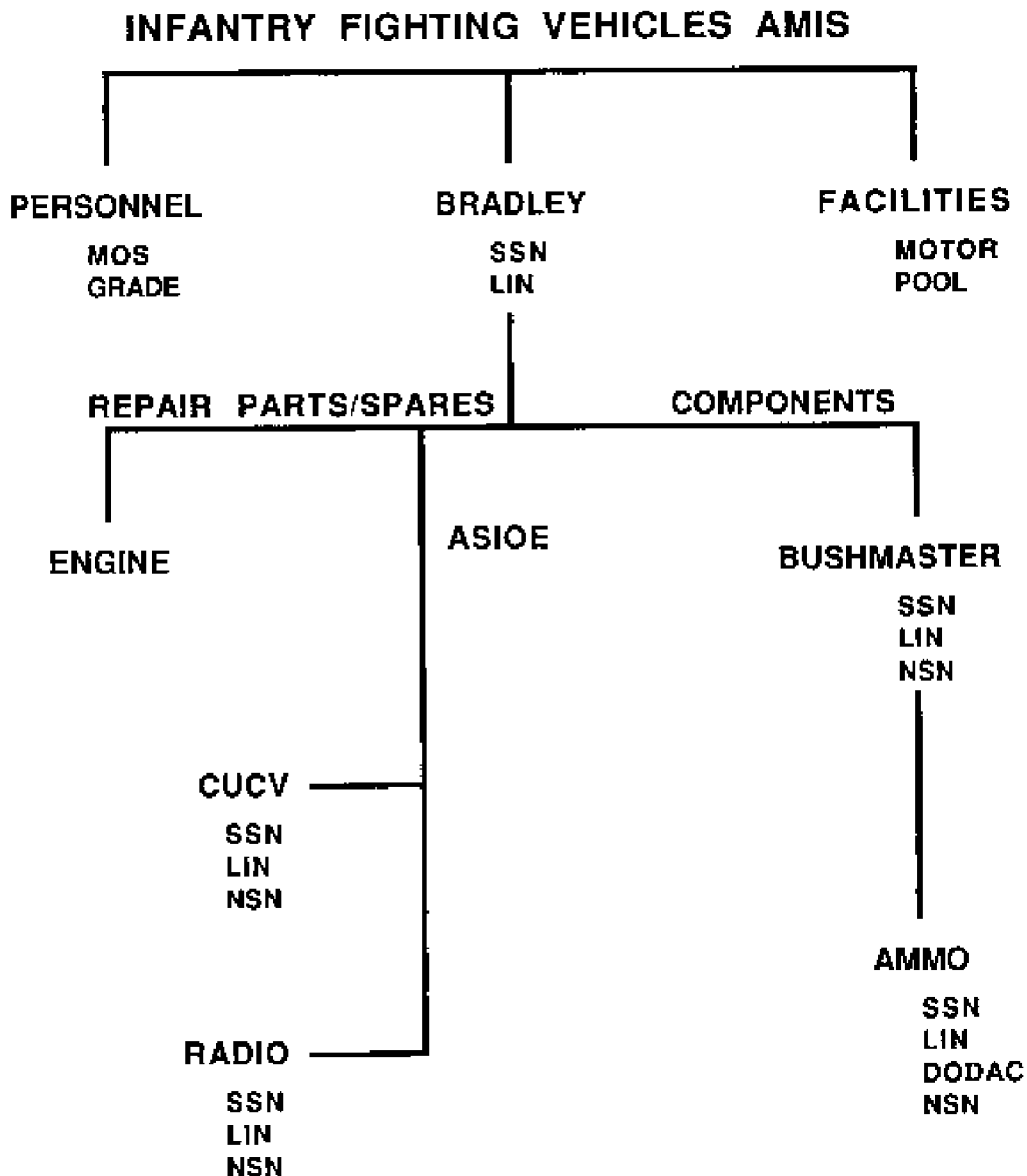 INFANTRY FIGHTING VEHICLES AMIS
PERSONNEL
MOS
GRADE
BRADLEY
SSN
LIN
FACILITIES
MOTOR
POOL
REPAIR PARTS/SPARES
COMPONENTS
ENGINE
ASIOE
CUCV
SSN
LIN
NSN
RADIO
SSN
LIN
NSN
BUSHMASTER
SSN
LIN
NSN
AMMO
SSN
LIN
DODAC
NSN